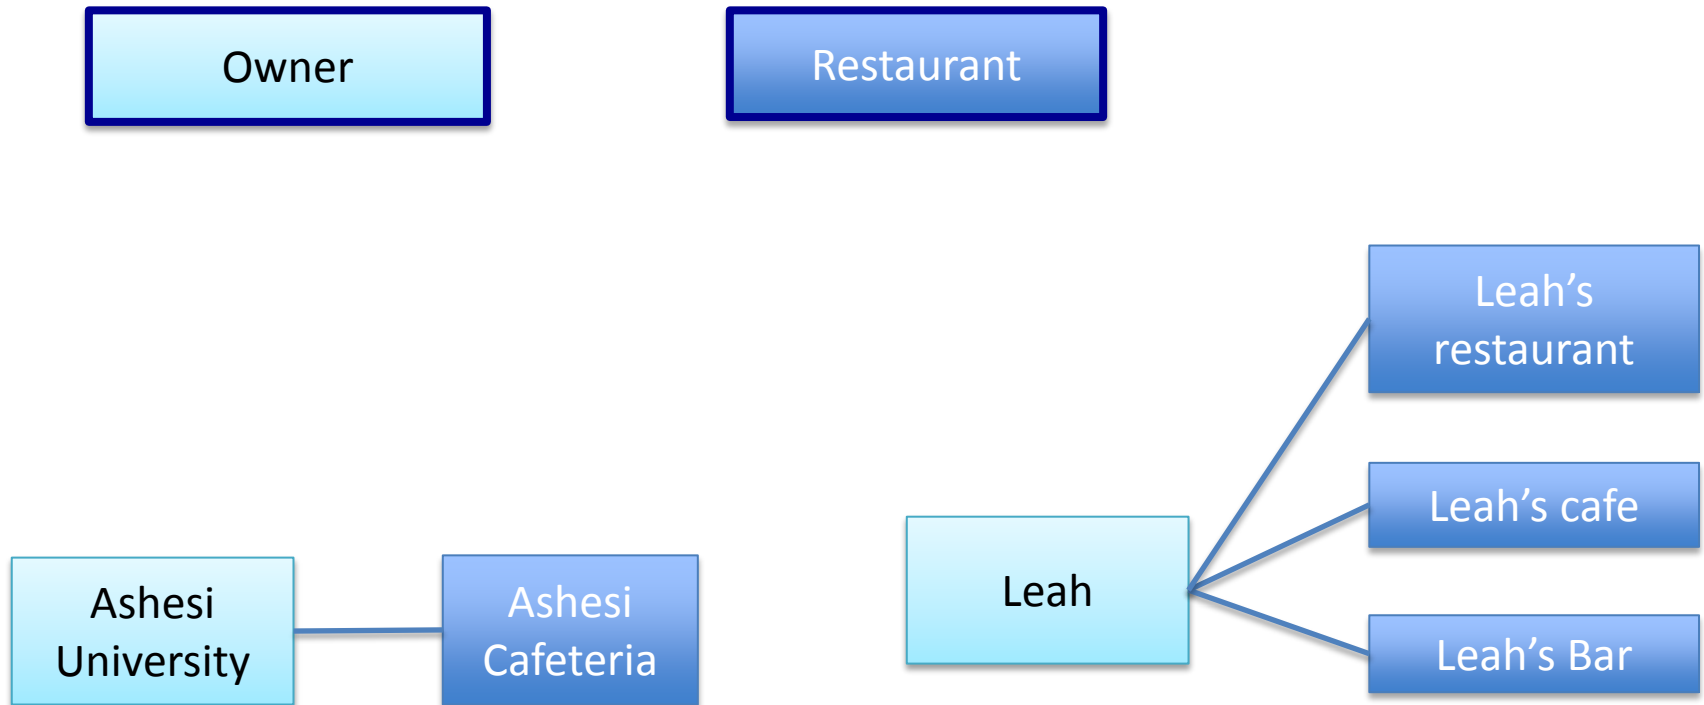 Owner
Restaurant
Ashesi
University
Ashesi
Cafeteria
Leah
Leah’s
restaurant
Leah’s cafe
Leah’s Bar